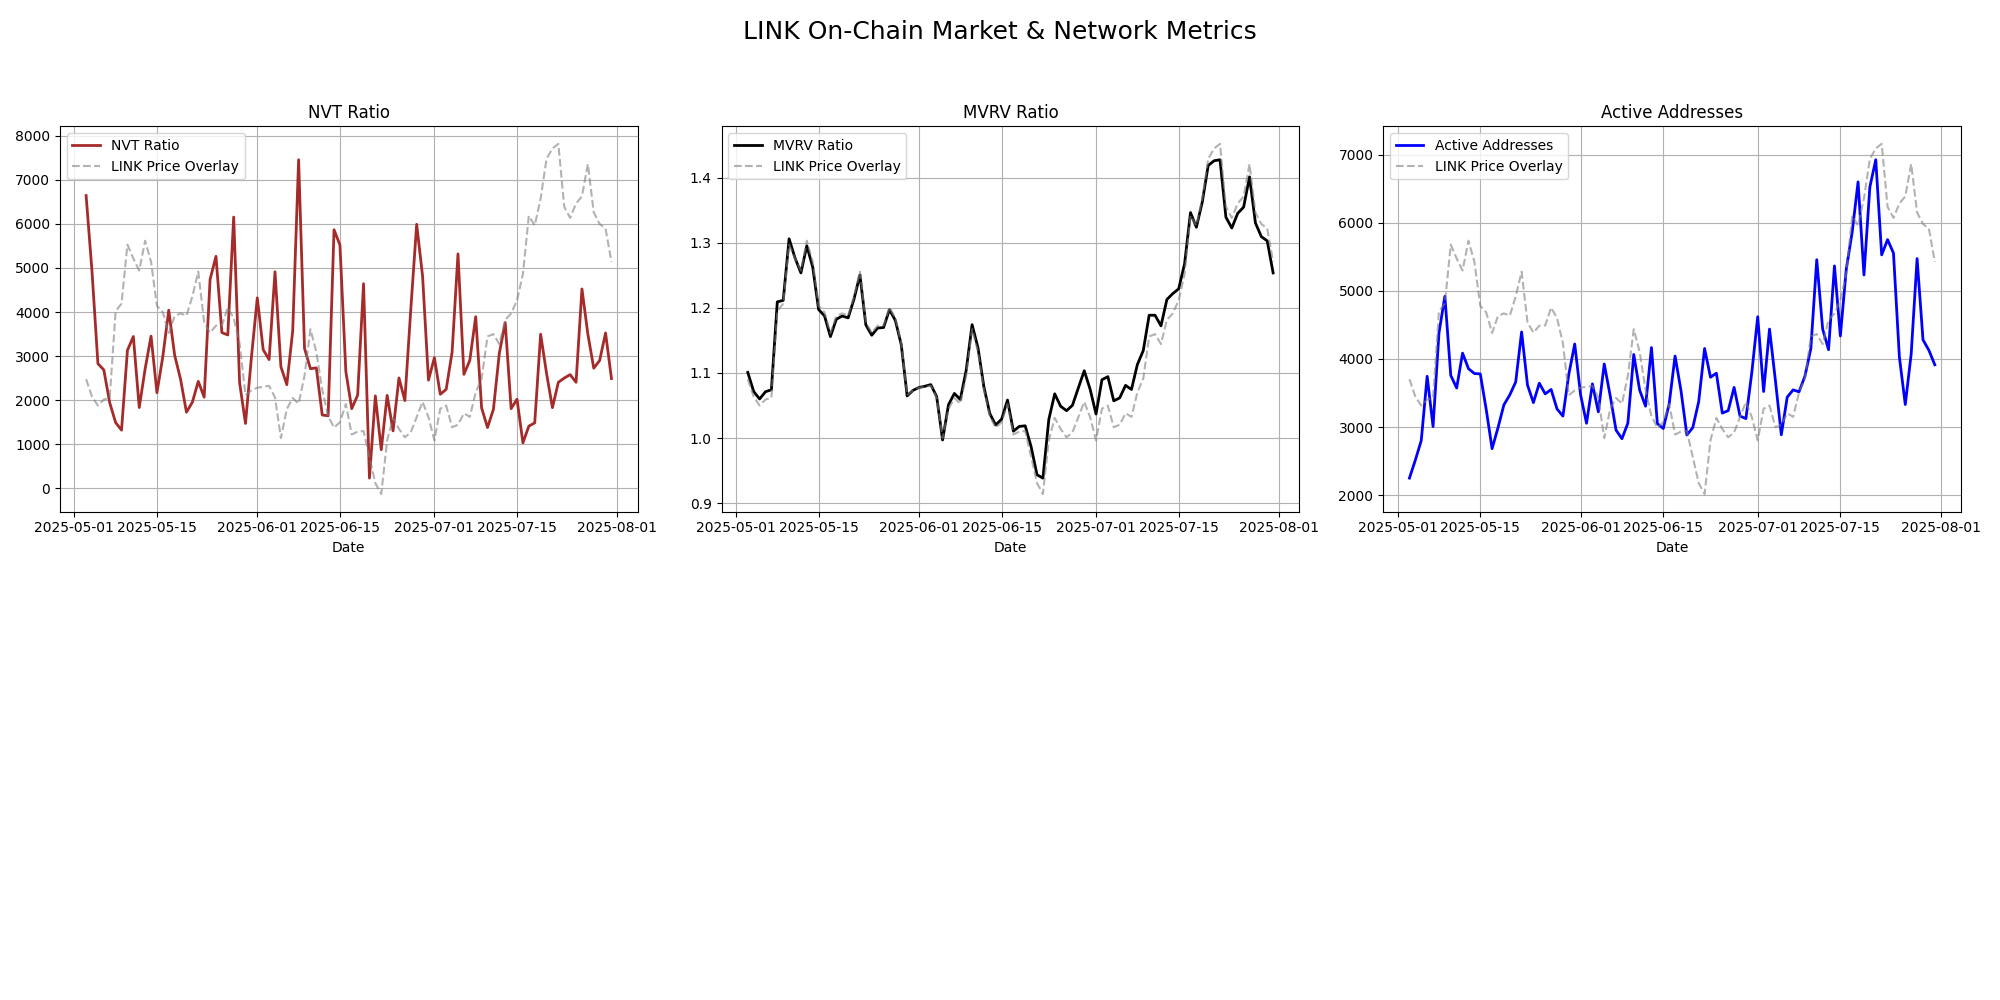 LINK On-Chain Market & Network Metrics
NVT Ratio
NVT Ratio
LINK Price Overlay
8000
7000
6000
5000
4000
3000
2000
1000
0
2025-05-01 2025-05-15 2025-06-01 2025-06-15 2025-07-01 2025-07-15 2025-08-01
Date
MVRV Ratio
MVRV Ratio
LINK Price Overlay
1.4
1.3
1.2
1.1
1.0
0.9
2025-05-01 2025-05-15 2025-06-01 2025-06-15 2025-07-01 2025-07-15 2025-08-01
Date
Active Addresses
Active Addresses
LINK Price Overlay
7000
6000
5000
4000
3000
2000
2025-05-01 2025-05-15 2025-06-01 2025-06-15 2025-07-01 2025-07-15 2025-08-01
Date